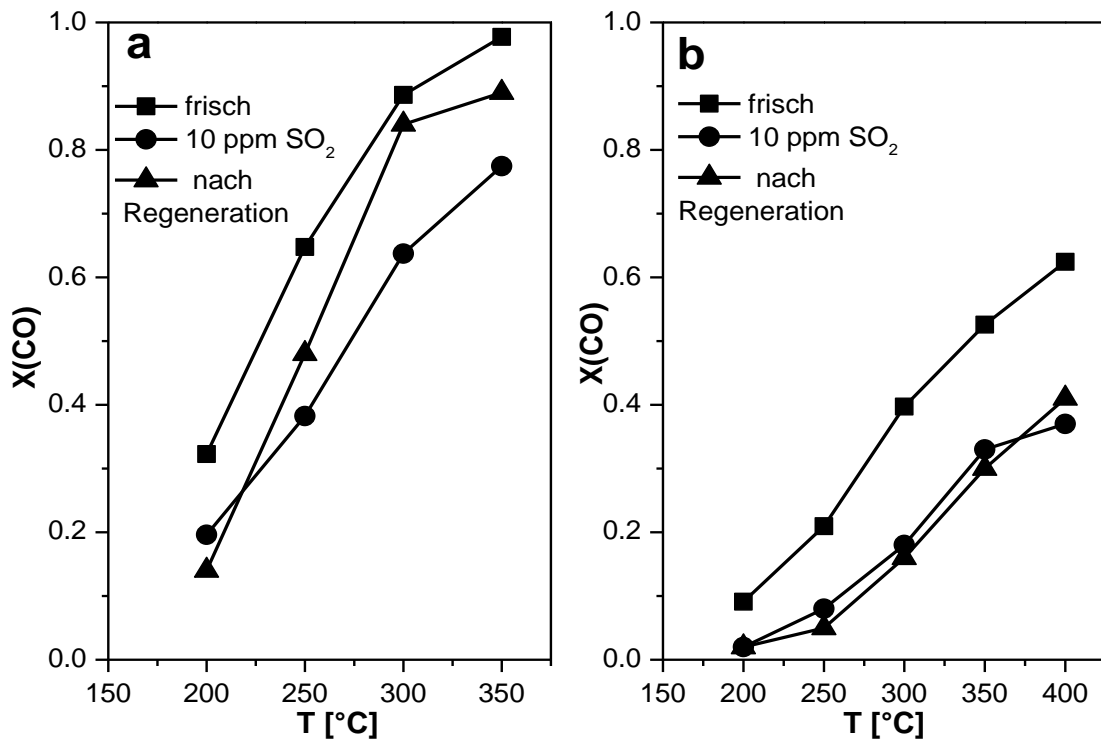 a
frisch
10 ppm SO2
nach
Regeneration
1.0
0.8
0.6
0.4
0.2
0.0
X(CO)
150 200 250 300 350
T [°C]
b
frisch
10 ppm SO2
nach
Regeneration
1.0
0.8
0.6
0.4
0.2
0.0
X(CO)
150 200 250 300 350 400
T [°C]